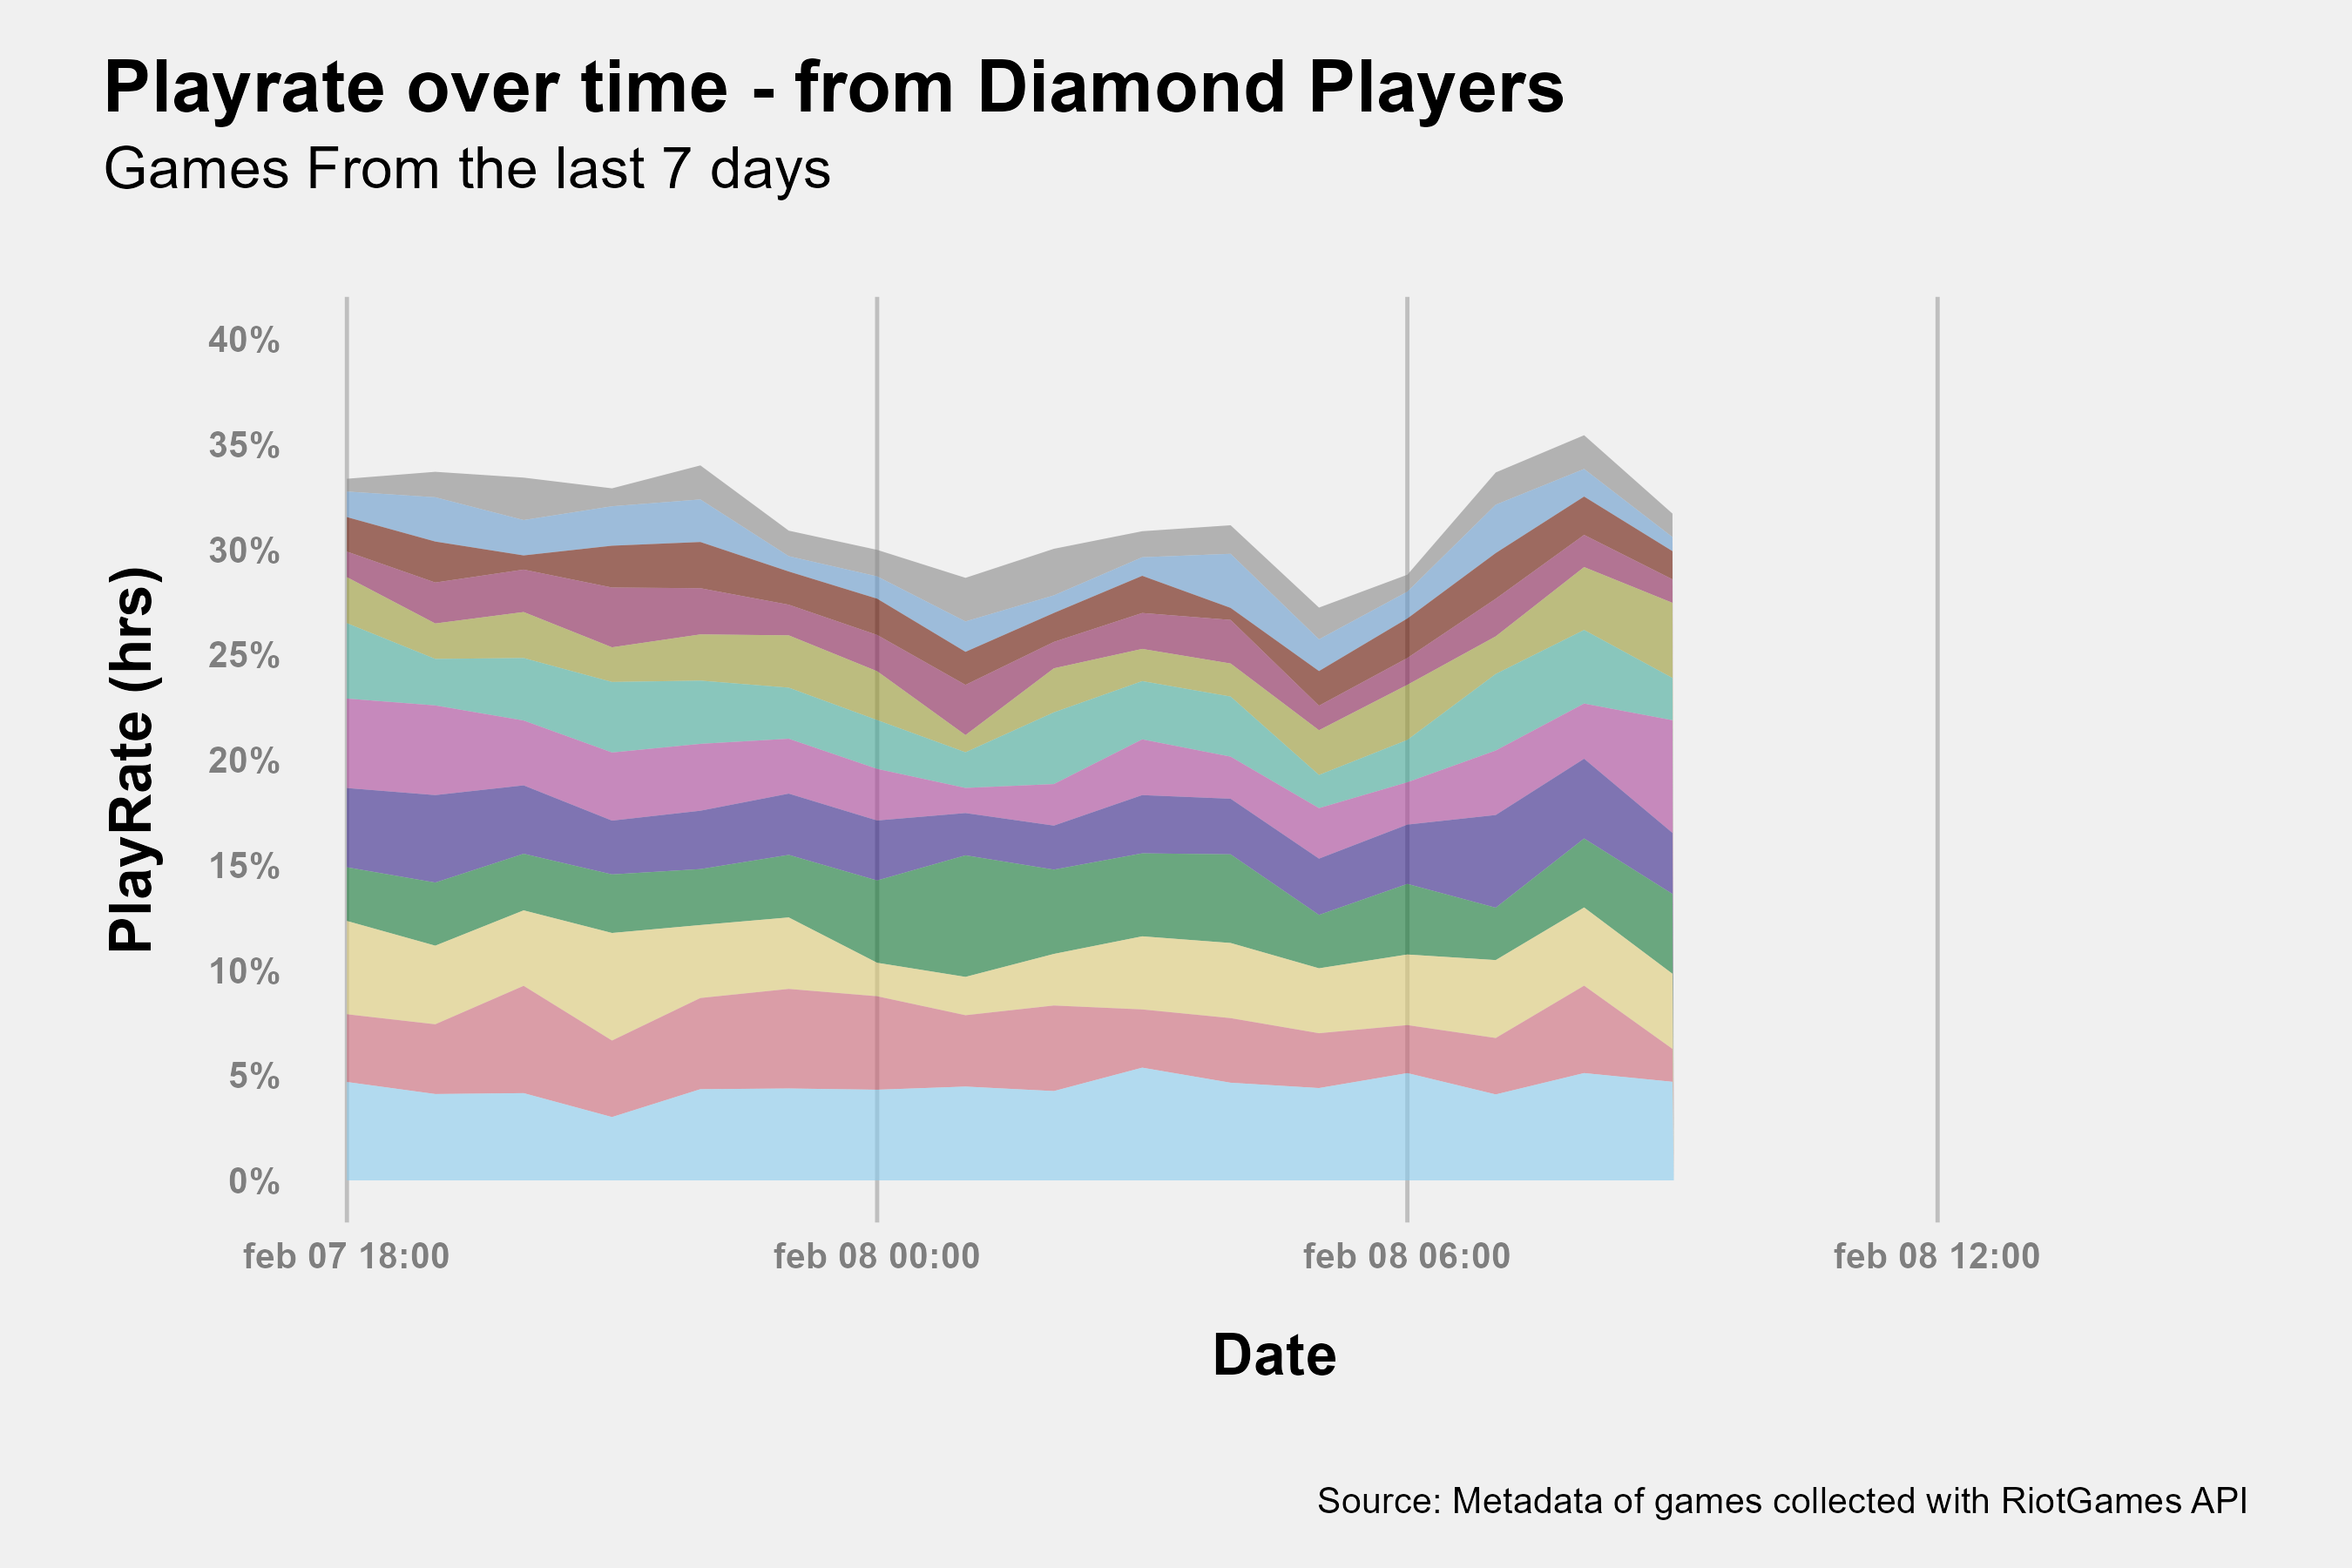 Playrate over time - from Diamond Players
Games From the last 7 days
40%
35%
30%
25%
20%
15%
10%
5%
0%
PlayRate (hrs)
feb 07 18:00
feb 08 00:00
feb 08 06:00
feb 08 12:00
Date
Source: Metadata of games collected with RiotGames API